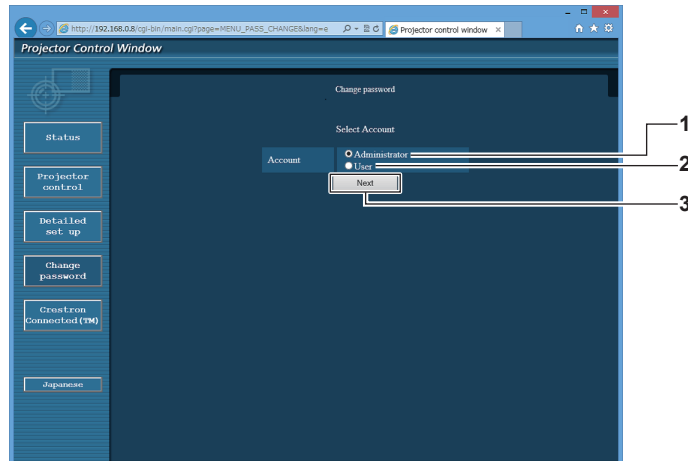 http://192.168.0.8/cgi-bin/main.cgi?page=MENU_PASS_CHANGE&lang=e
Projector control window
Projector Control Window
Change password
Select Account
Account
Administrator
User
Next
Status
Projector
control
Detailed
set up
Change
password
Crestron
Connected(TM)
Japanese
1
2
3